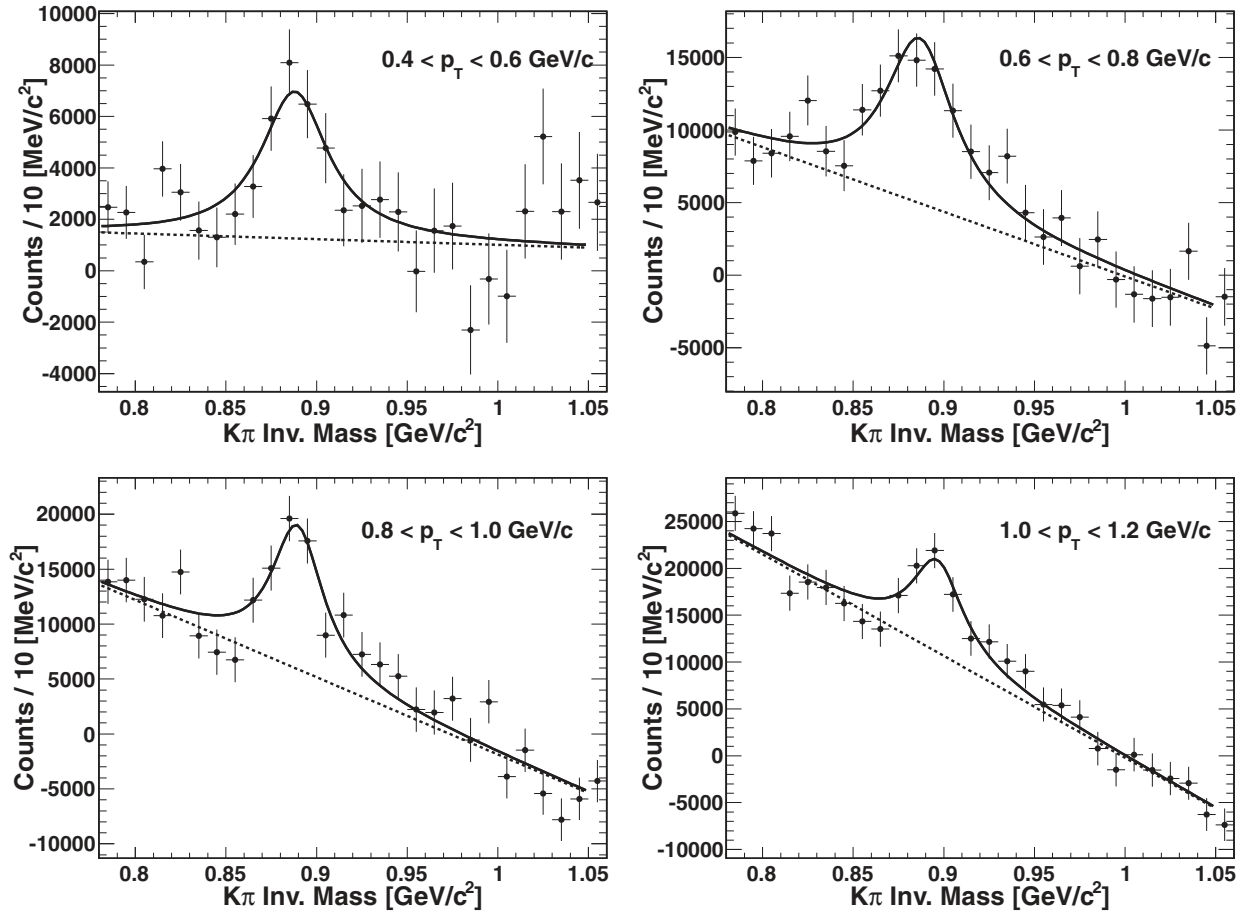 0.4 < p_T < 0.6 GeV/c
Counts / 10 [MeV/c²]
8000
6000
4000
2000
0
-2000
-4000
0.8 0.85 0.9 0.95 1 1.05
Kπ Inv. Mass [GeV/c²]
0.6 < p_T < 0.8 GeV/c
Counts / 10 [MeV/c²]
15000
10000
5000
0
-5000
0.8 0.85 0.9 0.95 1 1.05
Kπ Inv. Mass [GeV/c²]
0.8 < p_T < 1.0 GeV/c
Counts / 10 [MeV/c²]
20000
15000
10000
5000
0
-5000
-10000
0.8 0.85 0.9 0.95 1 1.05
Kπ Inv. Mass [GeV/c²]
1.0 < p_T < 1.2 GeV/c
Counts / 10 [MeV/c²]
25000
20000
15000
10000
5000
0
-5000
-10000
0.8 0.85 0.9 0.95 1 1.05
Kπ Inv. Mass [GeV/c²]